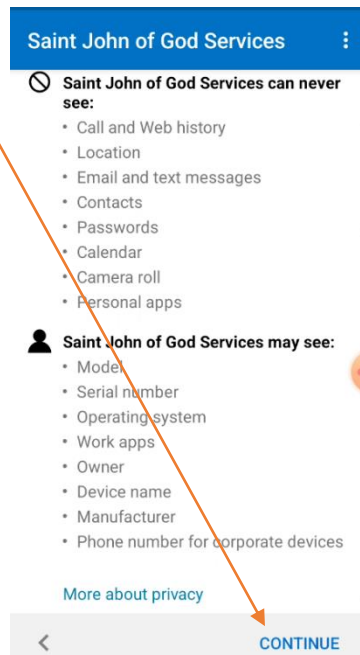 Saint John of God Services
Saint John of God Services can never
see:
• Call and Web history
• Location
• Email and text messages
• Contacts
• Passwords
• Calendar
• Camera roll
• Personal apps
Saint John of God Services may see:
• Model
• Serial number
• Operating system
• Work apps
• Owner
• Device name
• Manufacturer
• Phone number for corporate devices
More about privacy
CONTINUE